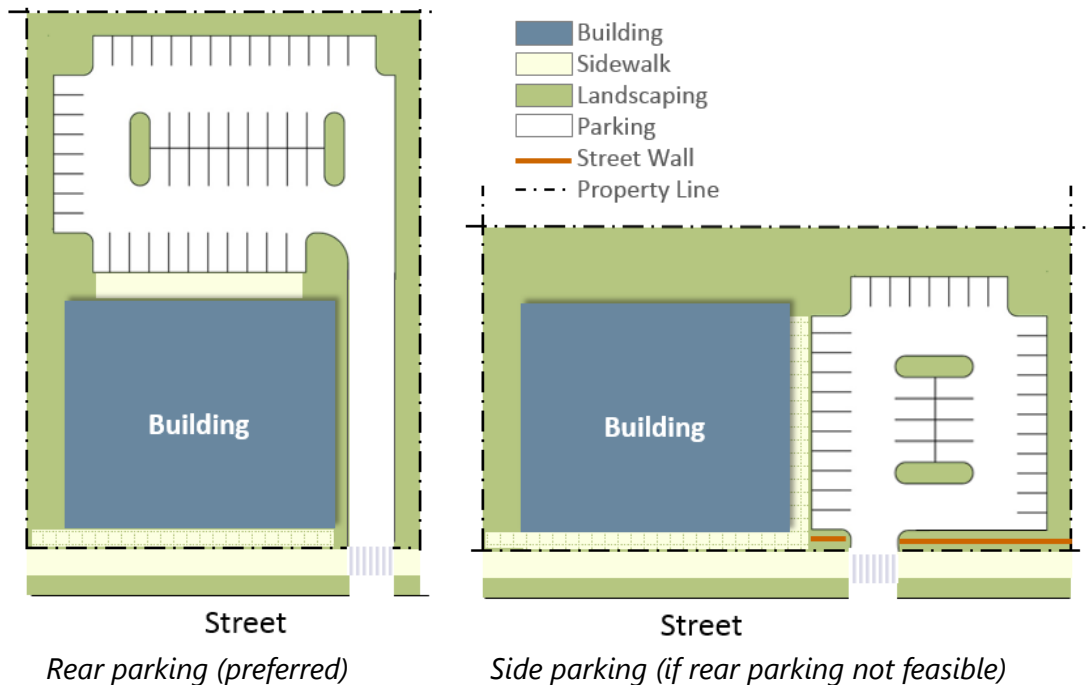 Building
Sidewalk
Landscaping
Parking
Street Wall
Property Line
Building
Building
Street
Street
Rear parking (preferred)
Side parking (if rear parking not feasible)